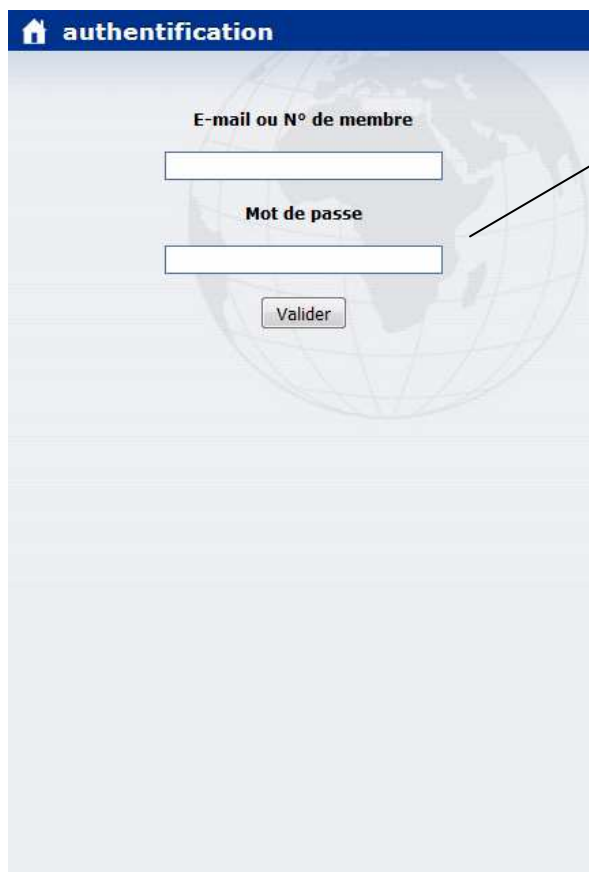 authentification
E-mail ou N° de membre
Mot de passe
Valider